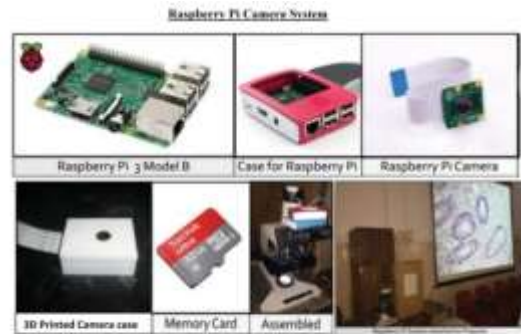 Raspberry Pi Camera System
Raspberry Pi 3 Model B
Case for Raspberry Pi
Raspberry Pi Camera
SanDisk
3D Printed Camera case
Memory Card
Assembled